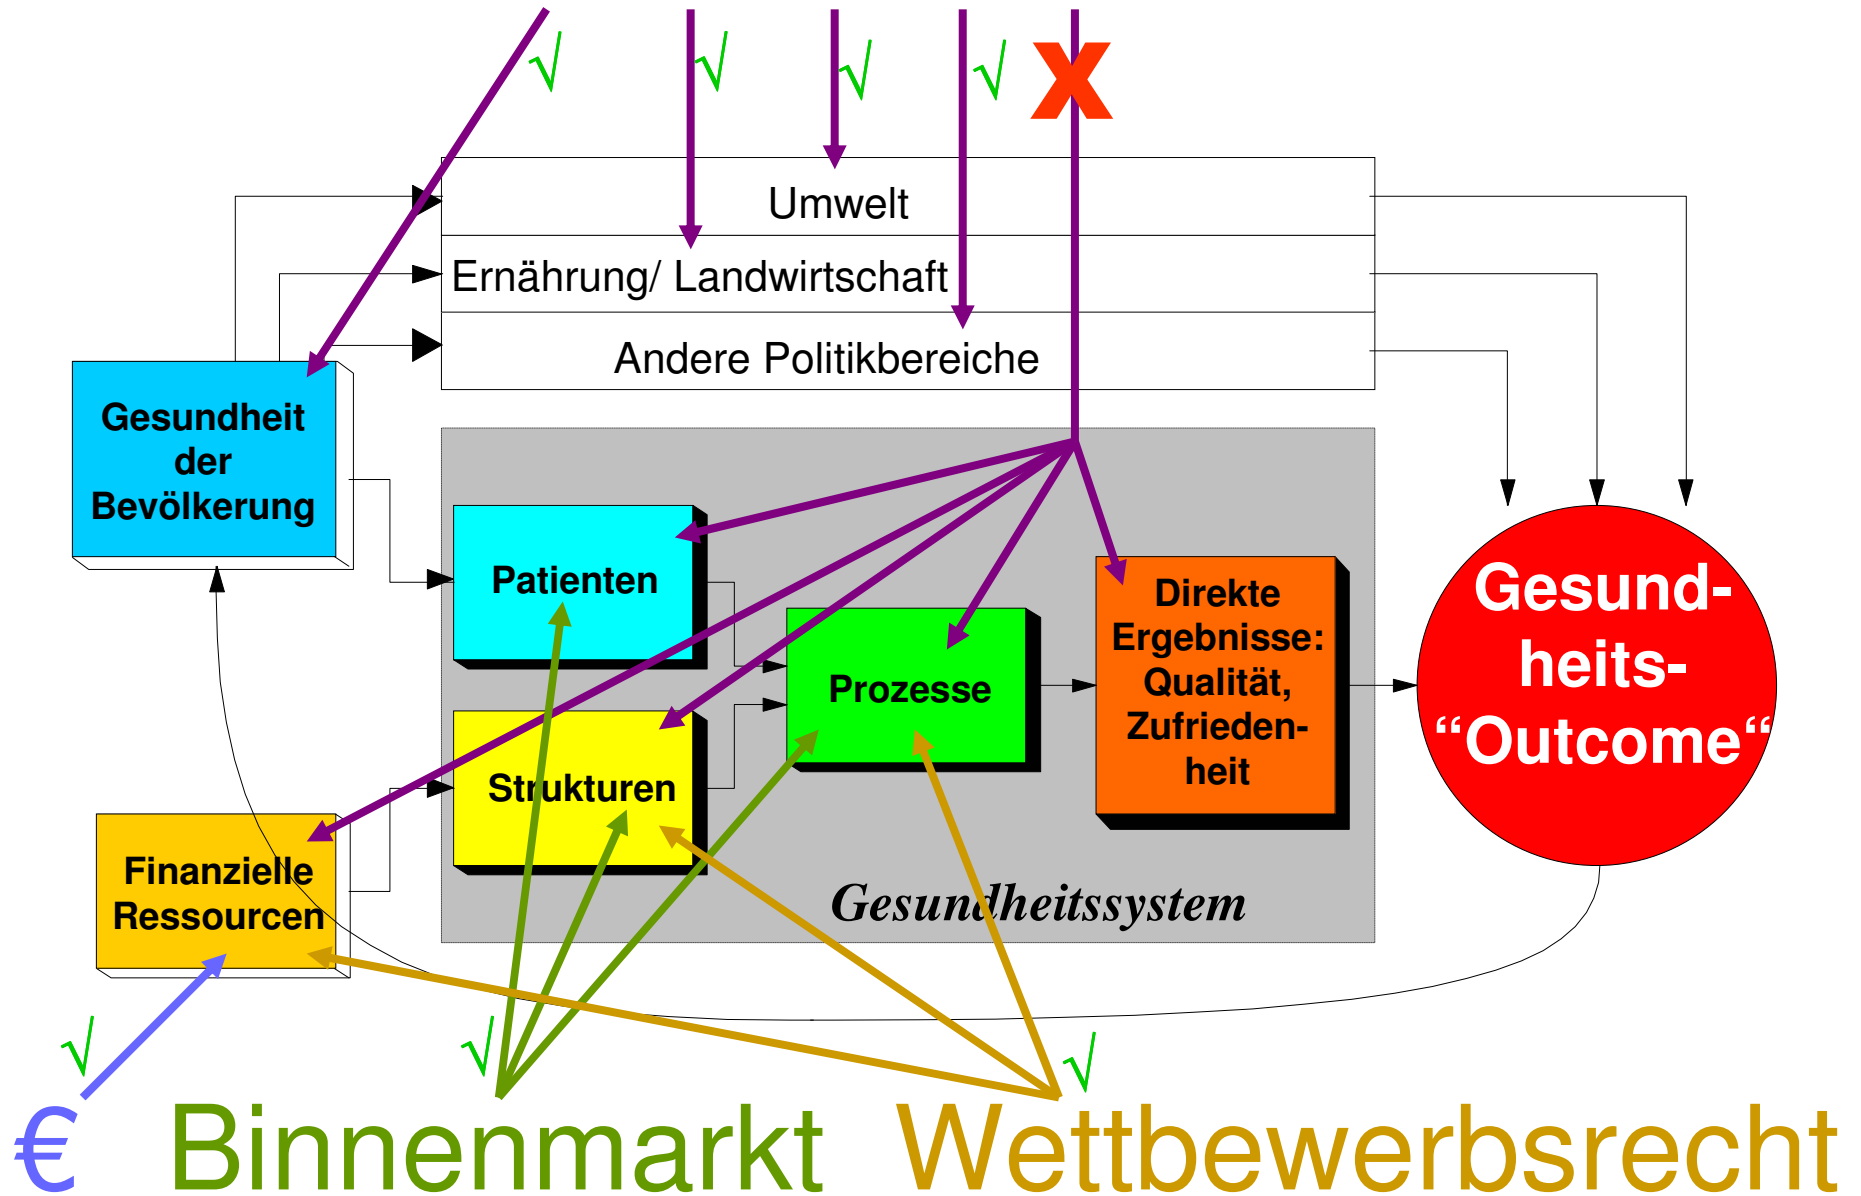 √ √ √ √ X
Umwelt
Ernährung/ Landwirtschaft
Andere Politikbereiche
Gesundheit
der
Bevölkerung
Patienten
Strukturen
Prozesse
Direkte
Ergebnisse:
Qualität,
Zufrieden-
heit
Gesund-
heits-
“Outcome“
Finanzielle
Ressourcen
Gesundheitssystem
√ √ √
€ Binnenmarkt Wettbewerbsrecht